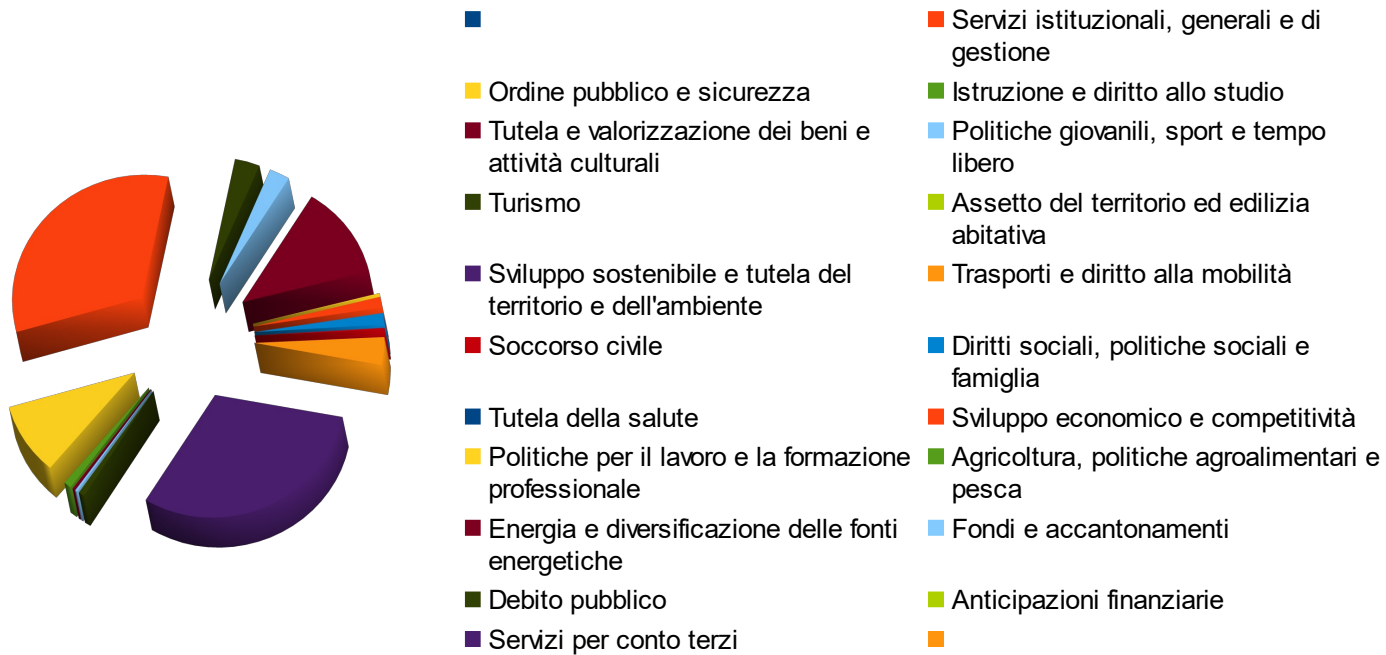 Servizi istituzionali, generali e di
gestione
Ordine pubblico e sicurezza
Istruzione e diritto allo studio
Tutela e valorizzazione dei beni e
attività culturali
Politiche giovanili, sport e tempo
libero
Turismo
Assetto del territorio ed edilizia
abitativa
Sviluppo sostenibile e tutela del
territorio e dell'ambiente
Trasporti e diritto alla mobilità
Soccorso civile
Diritti sociali, politiche sociali e
famiglia
Tutela della salute
Sviluppo economico e competitività
Politiche per il lavoro e la formazione
professionale
Agricoltura, politiche agroalimentari e
pesca
Energia e diversificazione delle fonti
energetiche
Fondi e accantonamenti
Debito pubblico
Anticipazioni finanziarie
Servizi per conto terzi